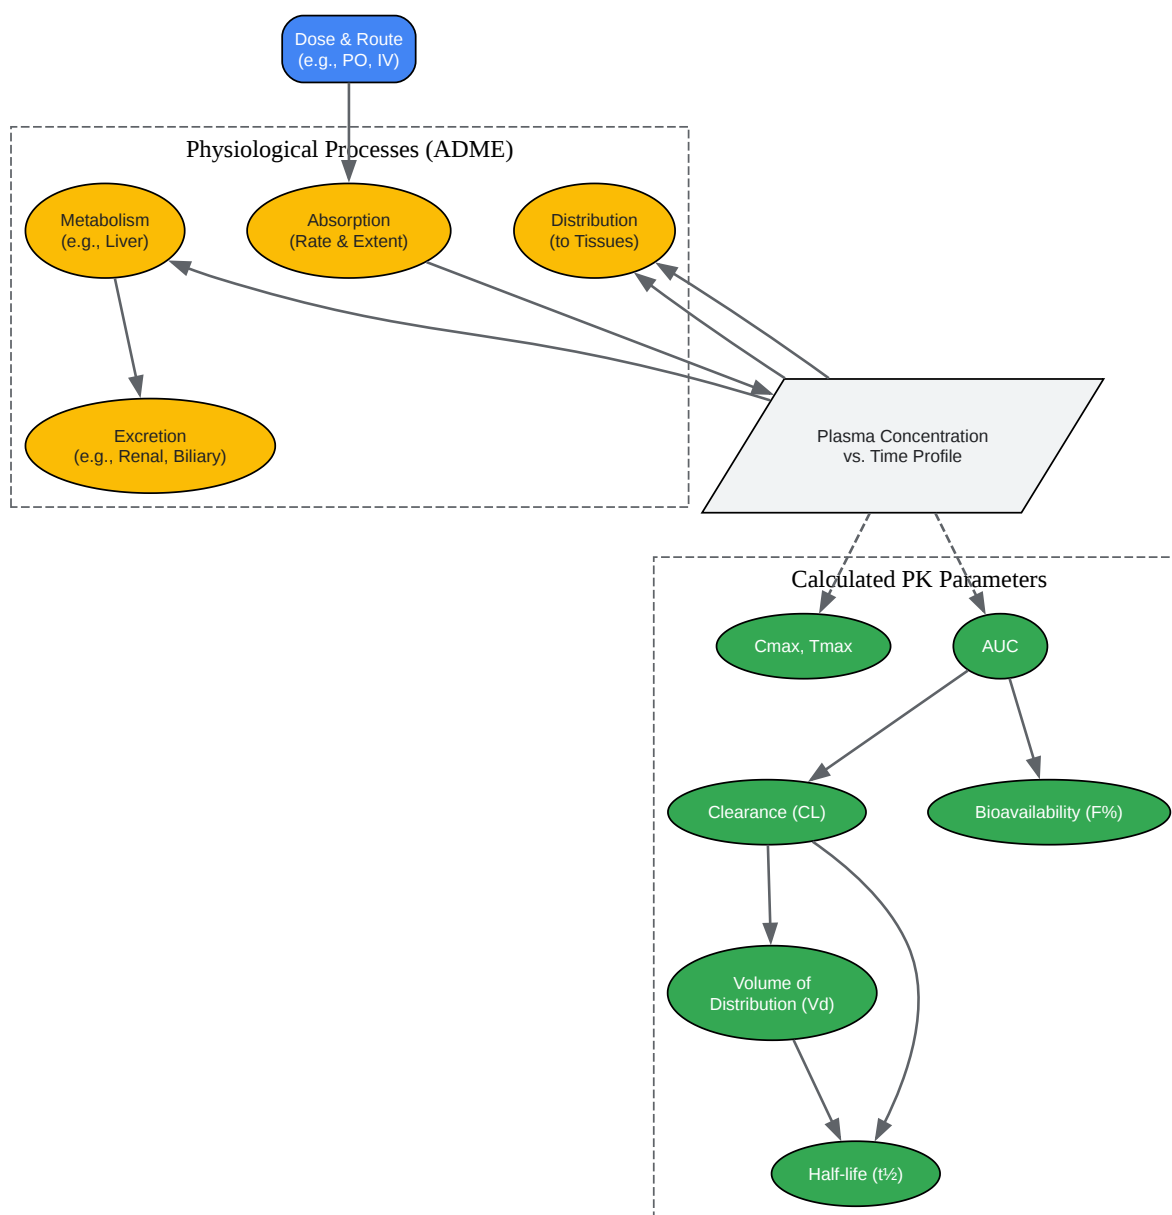 Dose & Route
(e.g., PO, IV)
Physiological Processes (ADME)
Metabolism
(e.g., Liver)
Absorption
(Rate & Extent)
Distribution
(to Tissues)
Excretion
(e.g., Renal, Biliary)
Plasma Concentration
vs. Time Profile
Calculated PK Parameters
Cmax, Tmax
AUC
Clearance (CL)
Bioavailability (F%)
Volume of
Distribution (Vd)
Half-life (t½)